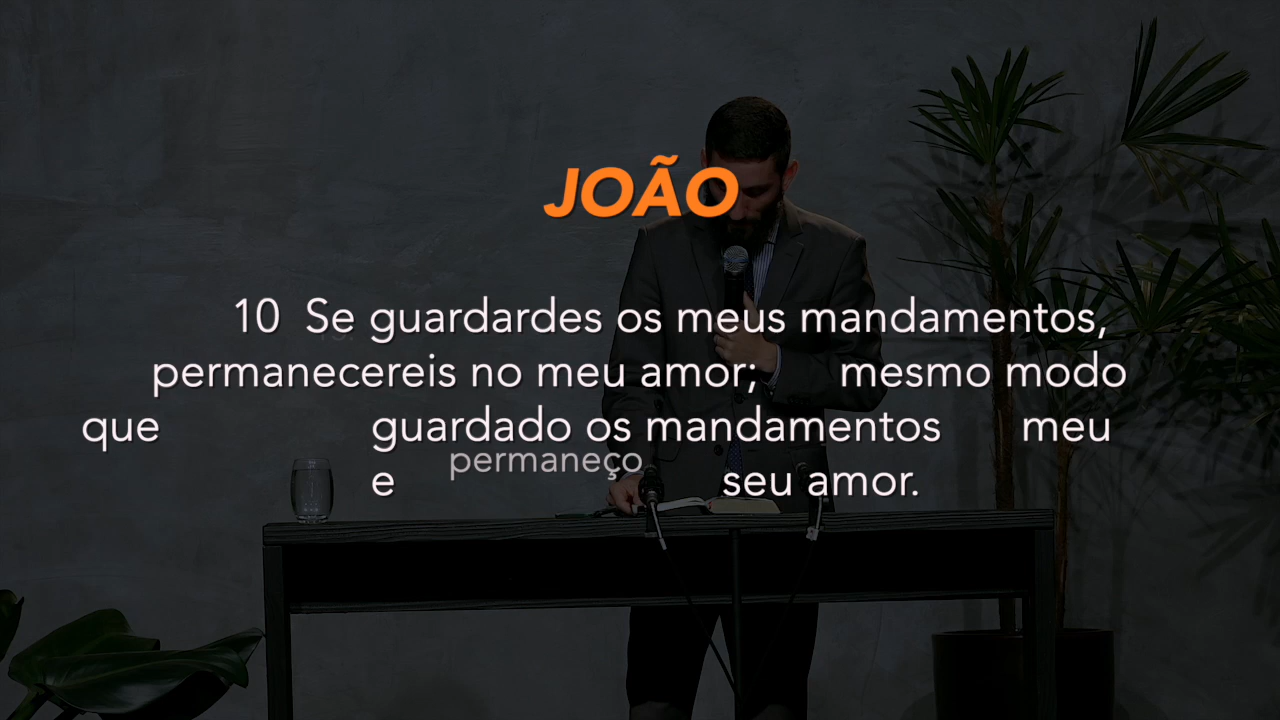 JOÃO
10 Se guardardes os meus mandamentos,
permanecereis no meu amor; mesmo modo
que guardado os mandamentos meu
e permaneço seu amor.